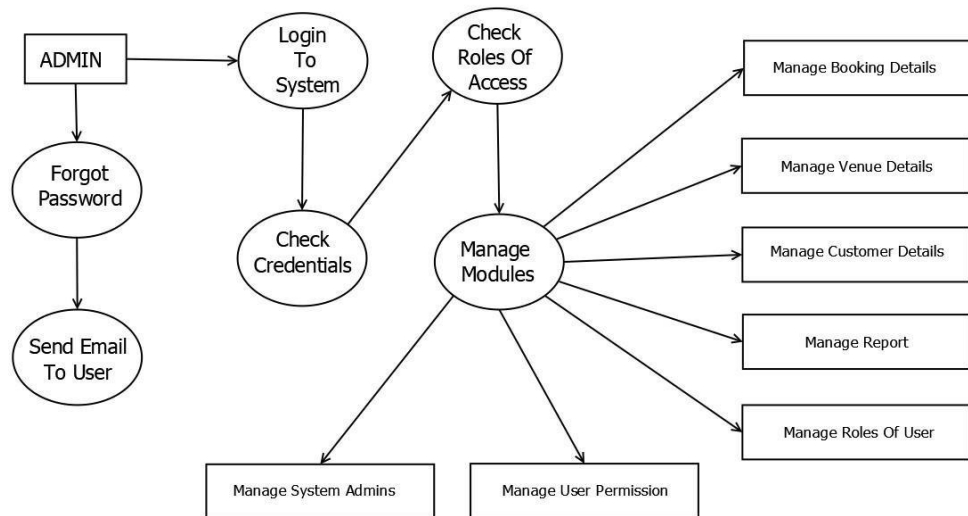 ADMIN
Login
To
System
Check
Roles Of
Access
Manage Booking Details
Forgot
Password
Manage Venue Details
Check
Credentials
Manage
Modules
Manage Customer Details
Send Email
To User
Manage Report
Manage Roles Of User
Manage System Admins
Manage User Permission